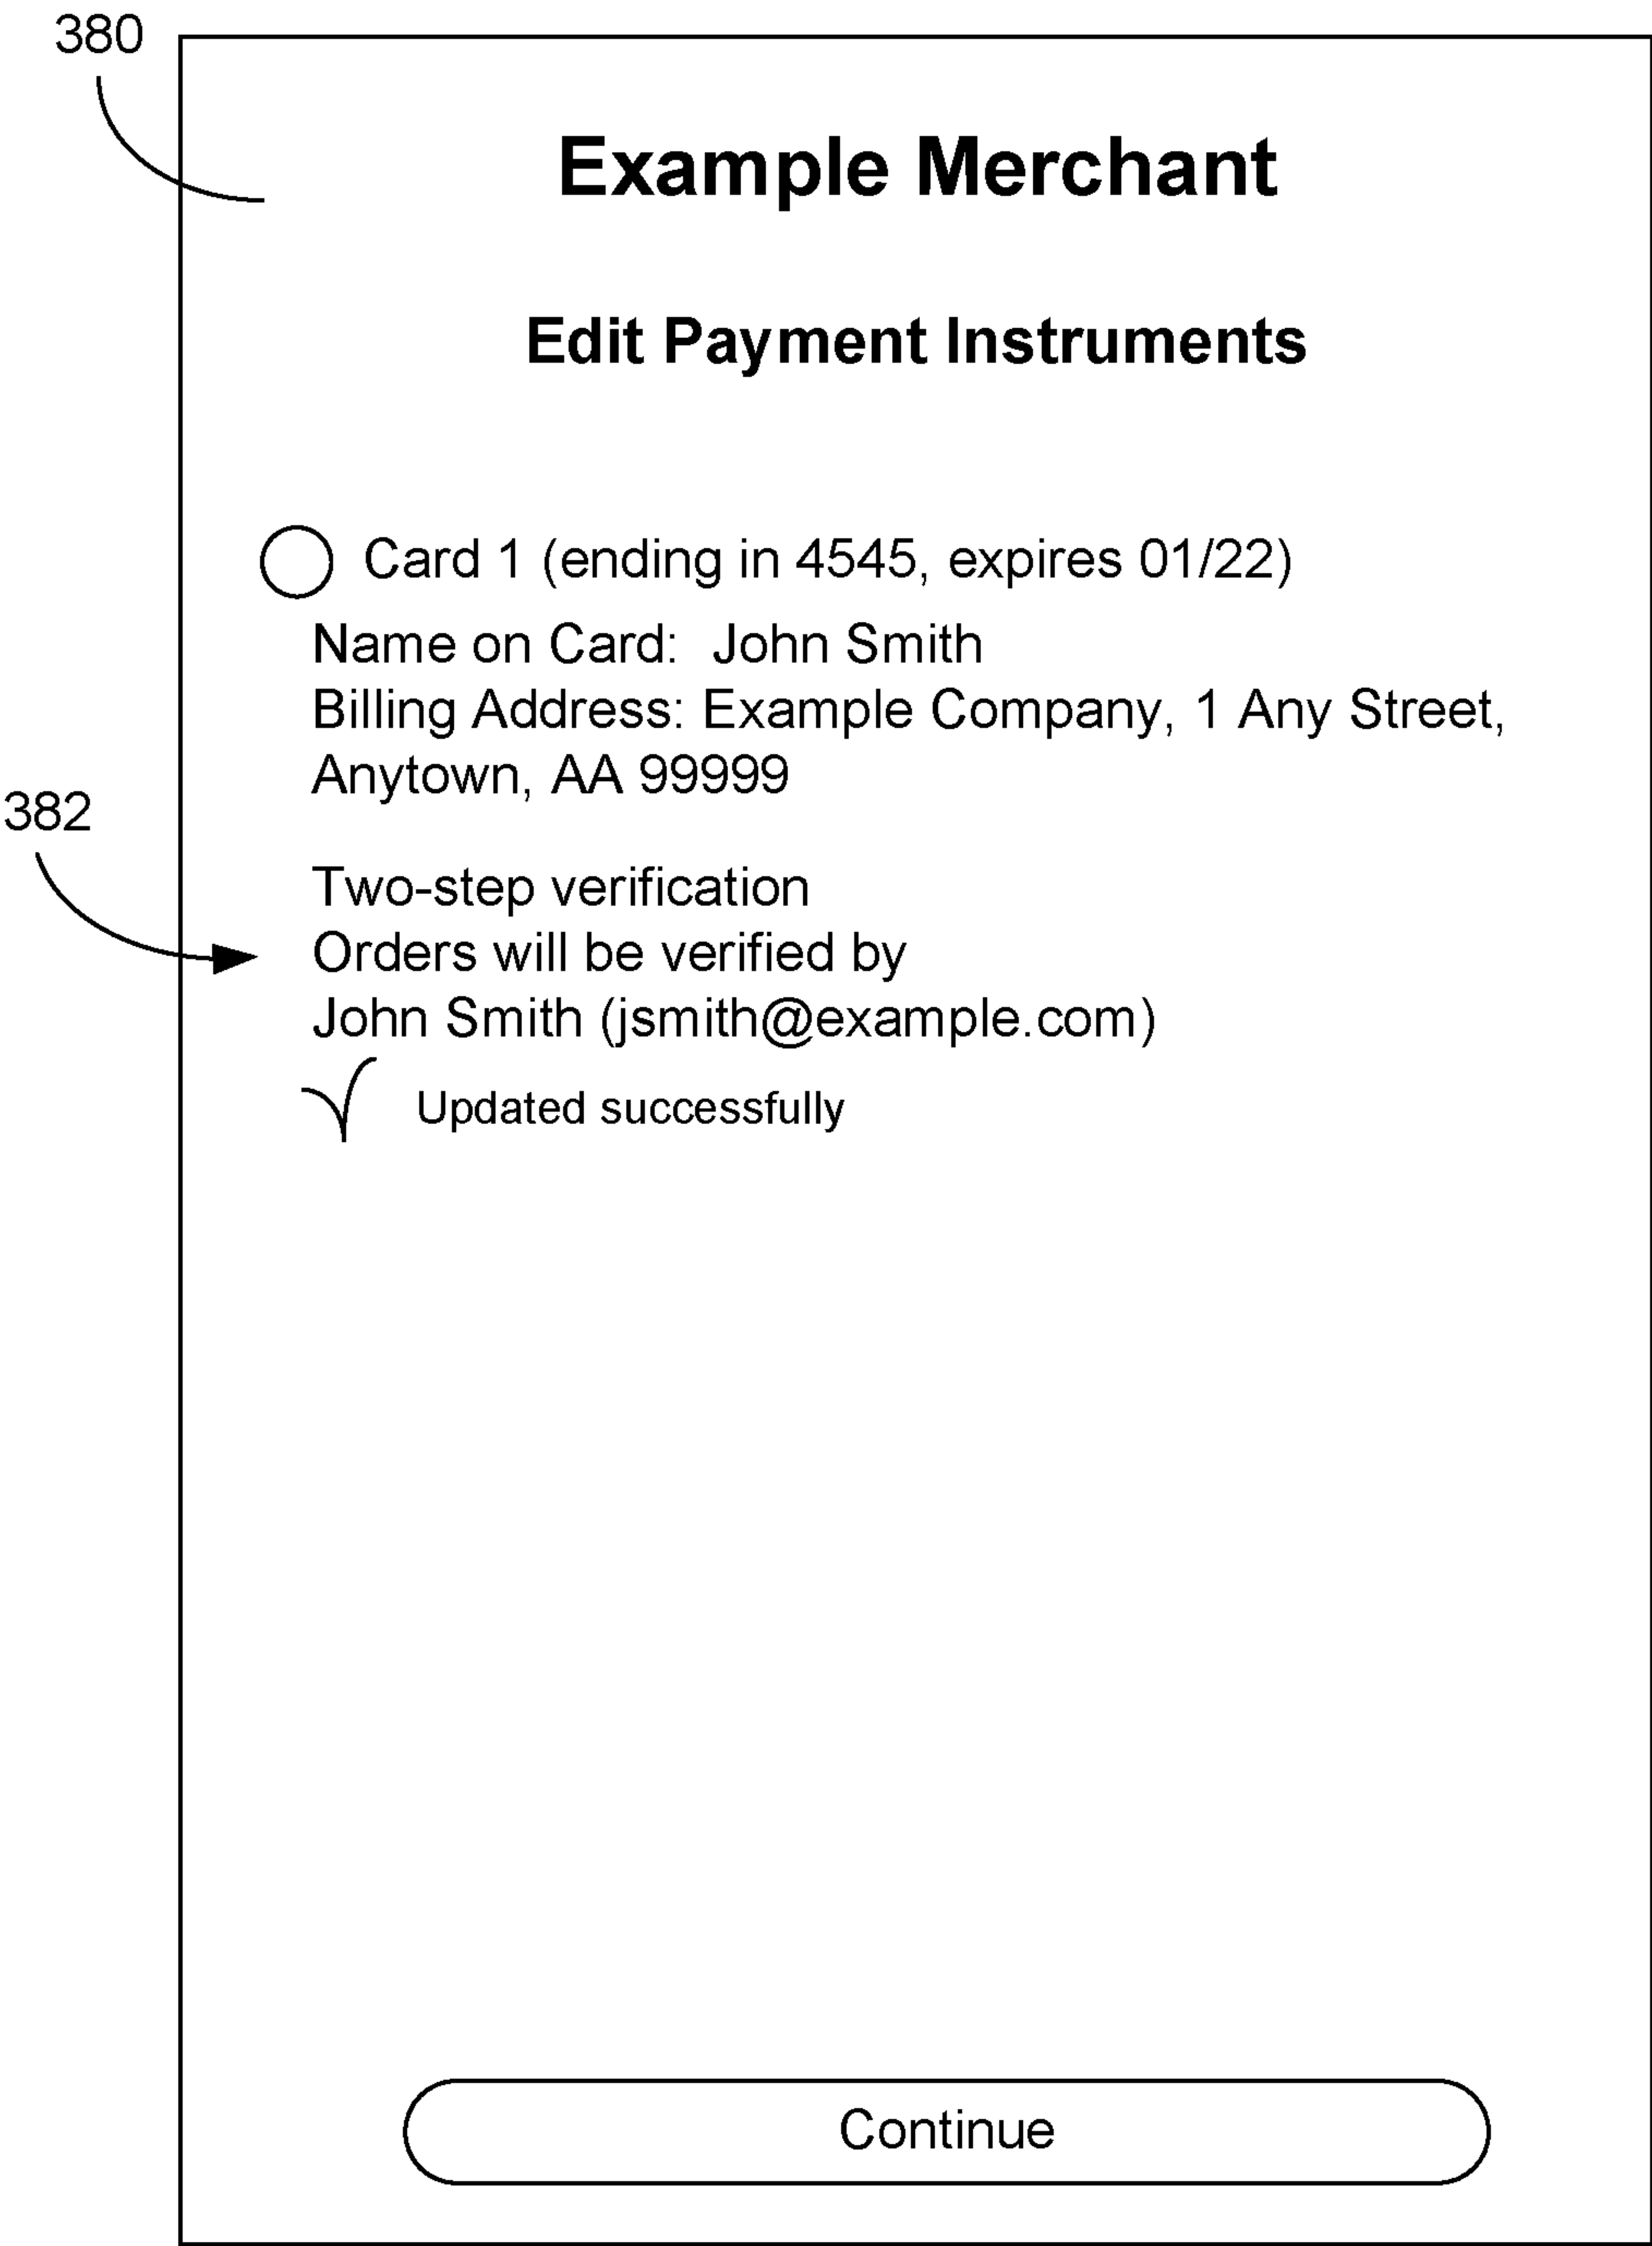 380
Example Merchant
Edit Payment Instruments
Card 1 (ending in 4545, expires 01/22)
Name on Card:  John Smith
Billing Address: Example Company, 1 Any Street,
Anytown, AA 99999
382
Two-step verification
Orders will be verified by
John Smith (jsmith@example.com)
Updated successfully
Continue